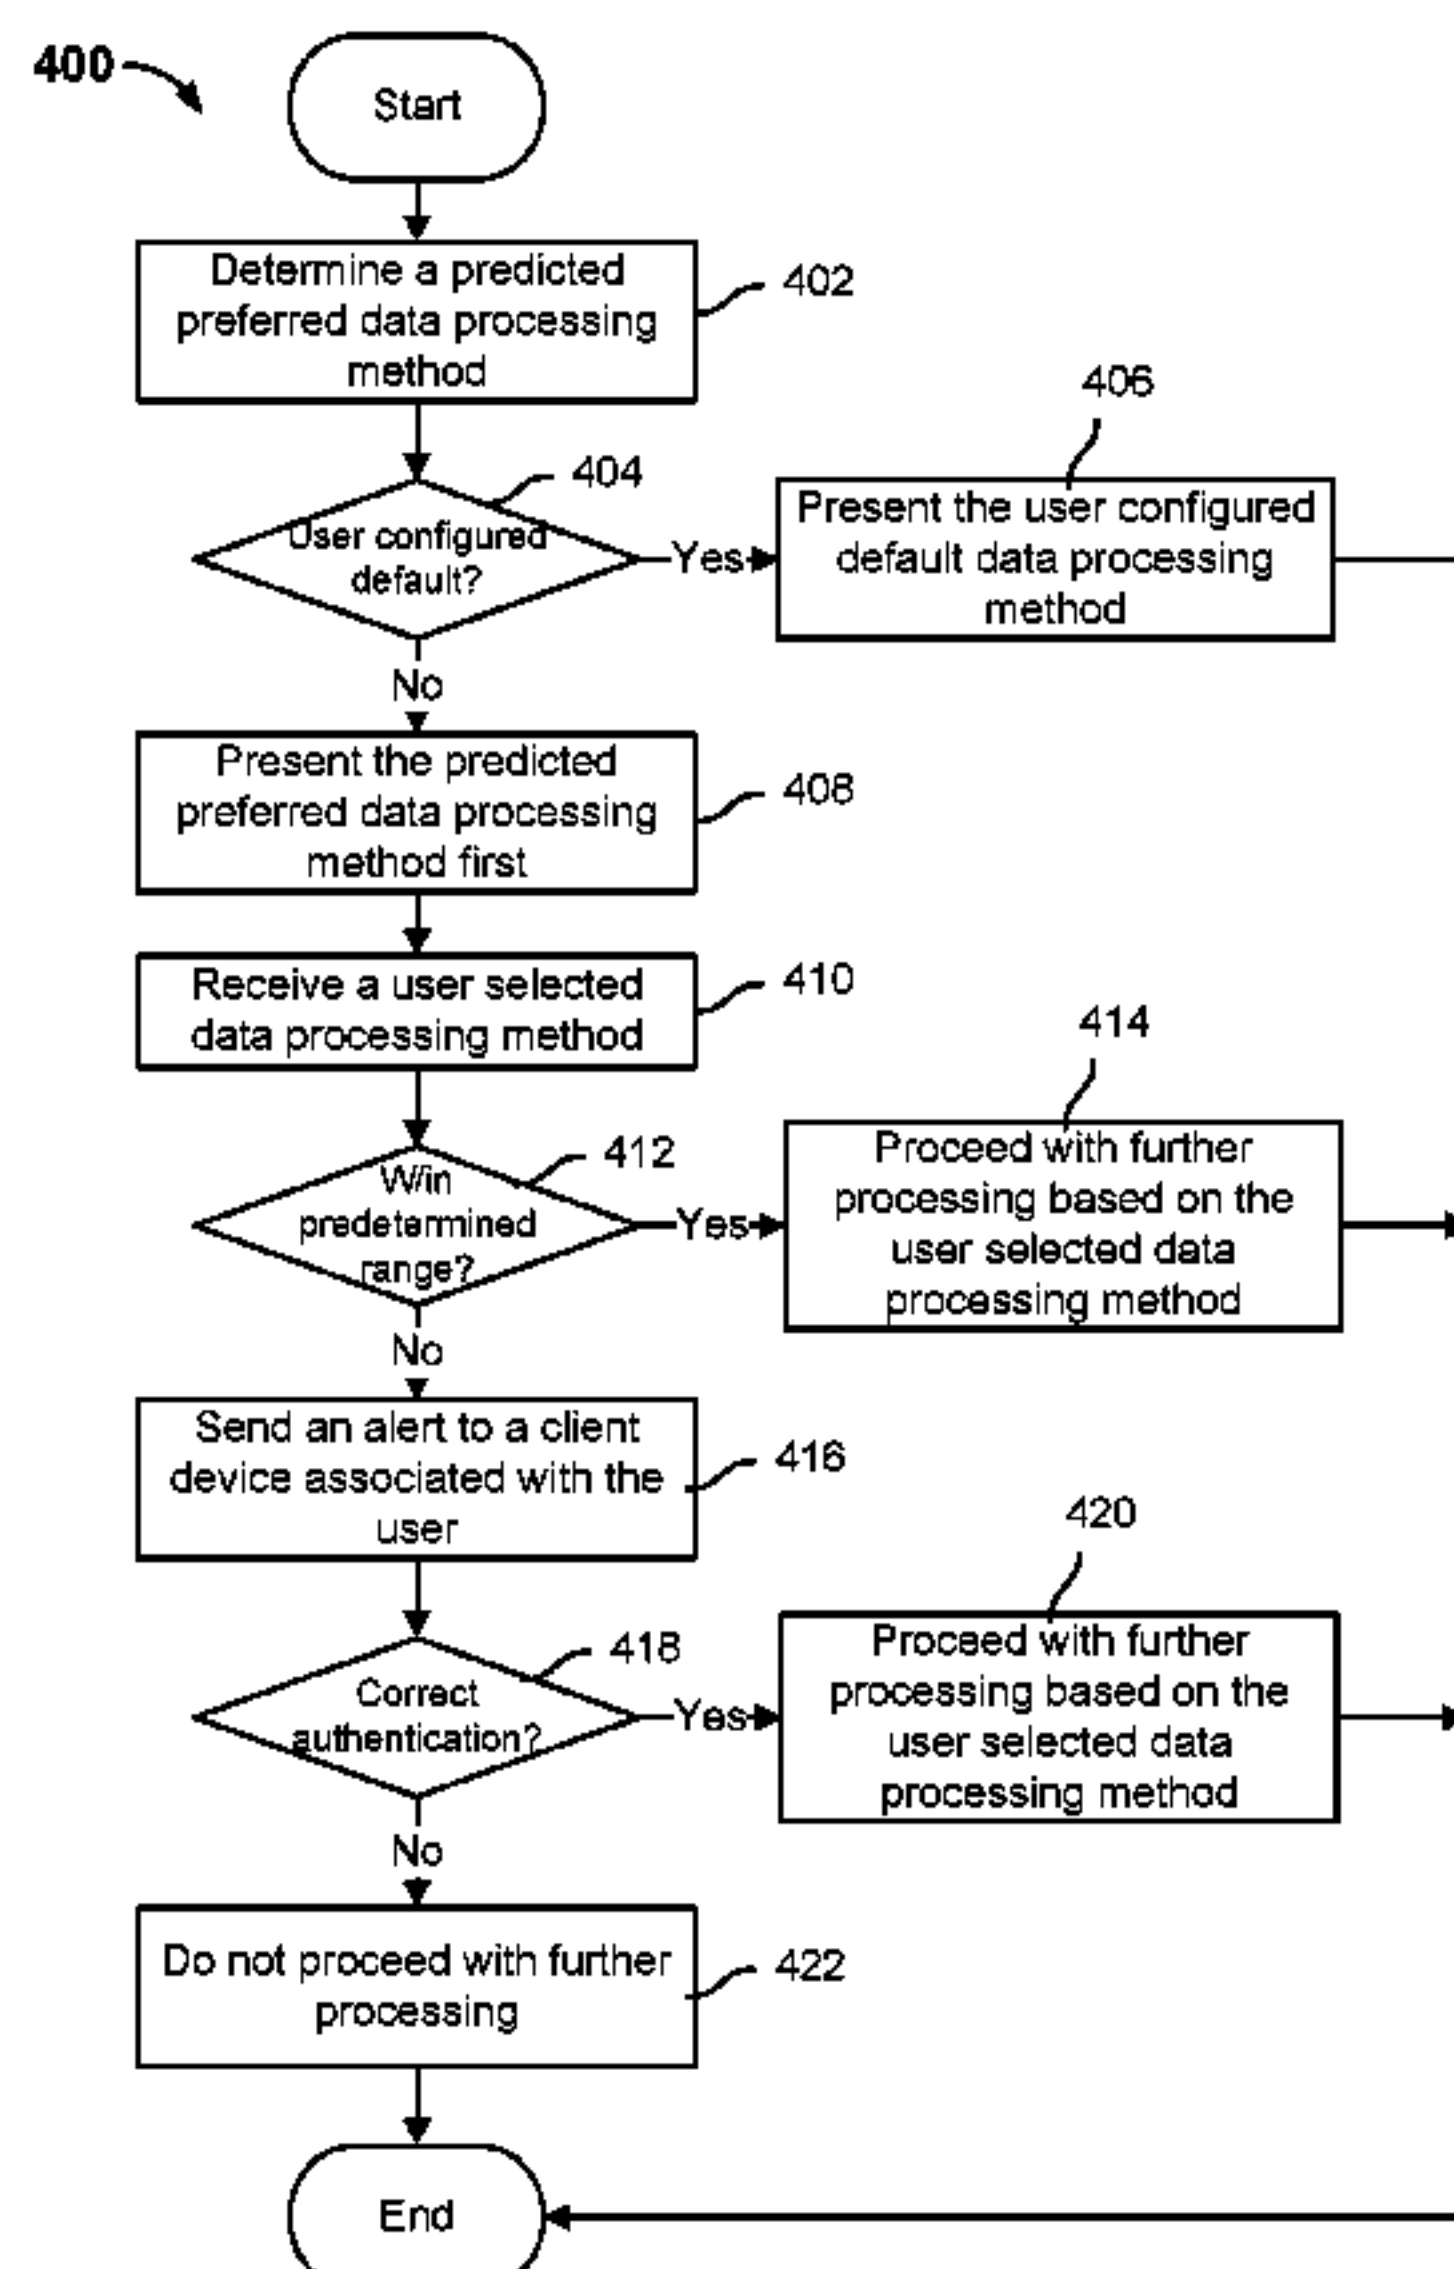 400
Start
Determine a predicted
preferred data processing
method
402
404
User configured
default?
Yes
406
Present the user configured
default data processing
method
No
Present the predicted
preferred data processing
method first
408
Receive a user selected
data processing method
410
412
W/in
predetermined
range?
Yes
414
Proceed with further
processing based on the
user selected data
processing method
No
Send an alert to a client
device associated with the
user
416
418
Correct
authentication?
Yes
420
Proceed with further
processing based on the
user selected data
processing method
No
Do not proceed with further
processing
422
End